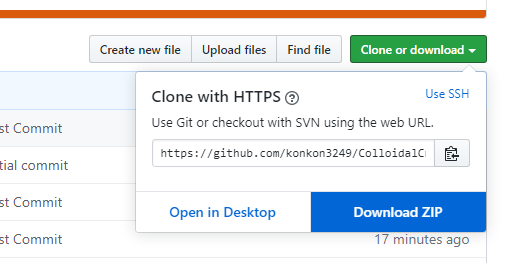 Create new file Upload files Find file Clone or download
Clone with HTTPS Use SSH
Use Git or checkout with SVN using the web URL.
st Commit
https://github.com/konkon3249/ColloidalC
tial commit
st Commit
Open in Desktop Download ZIP
st Commit 17 minutes ago